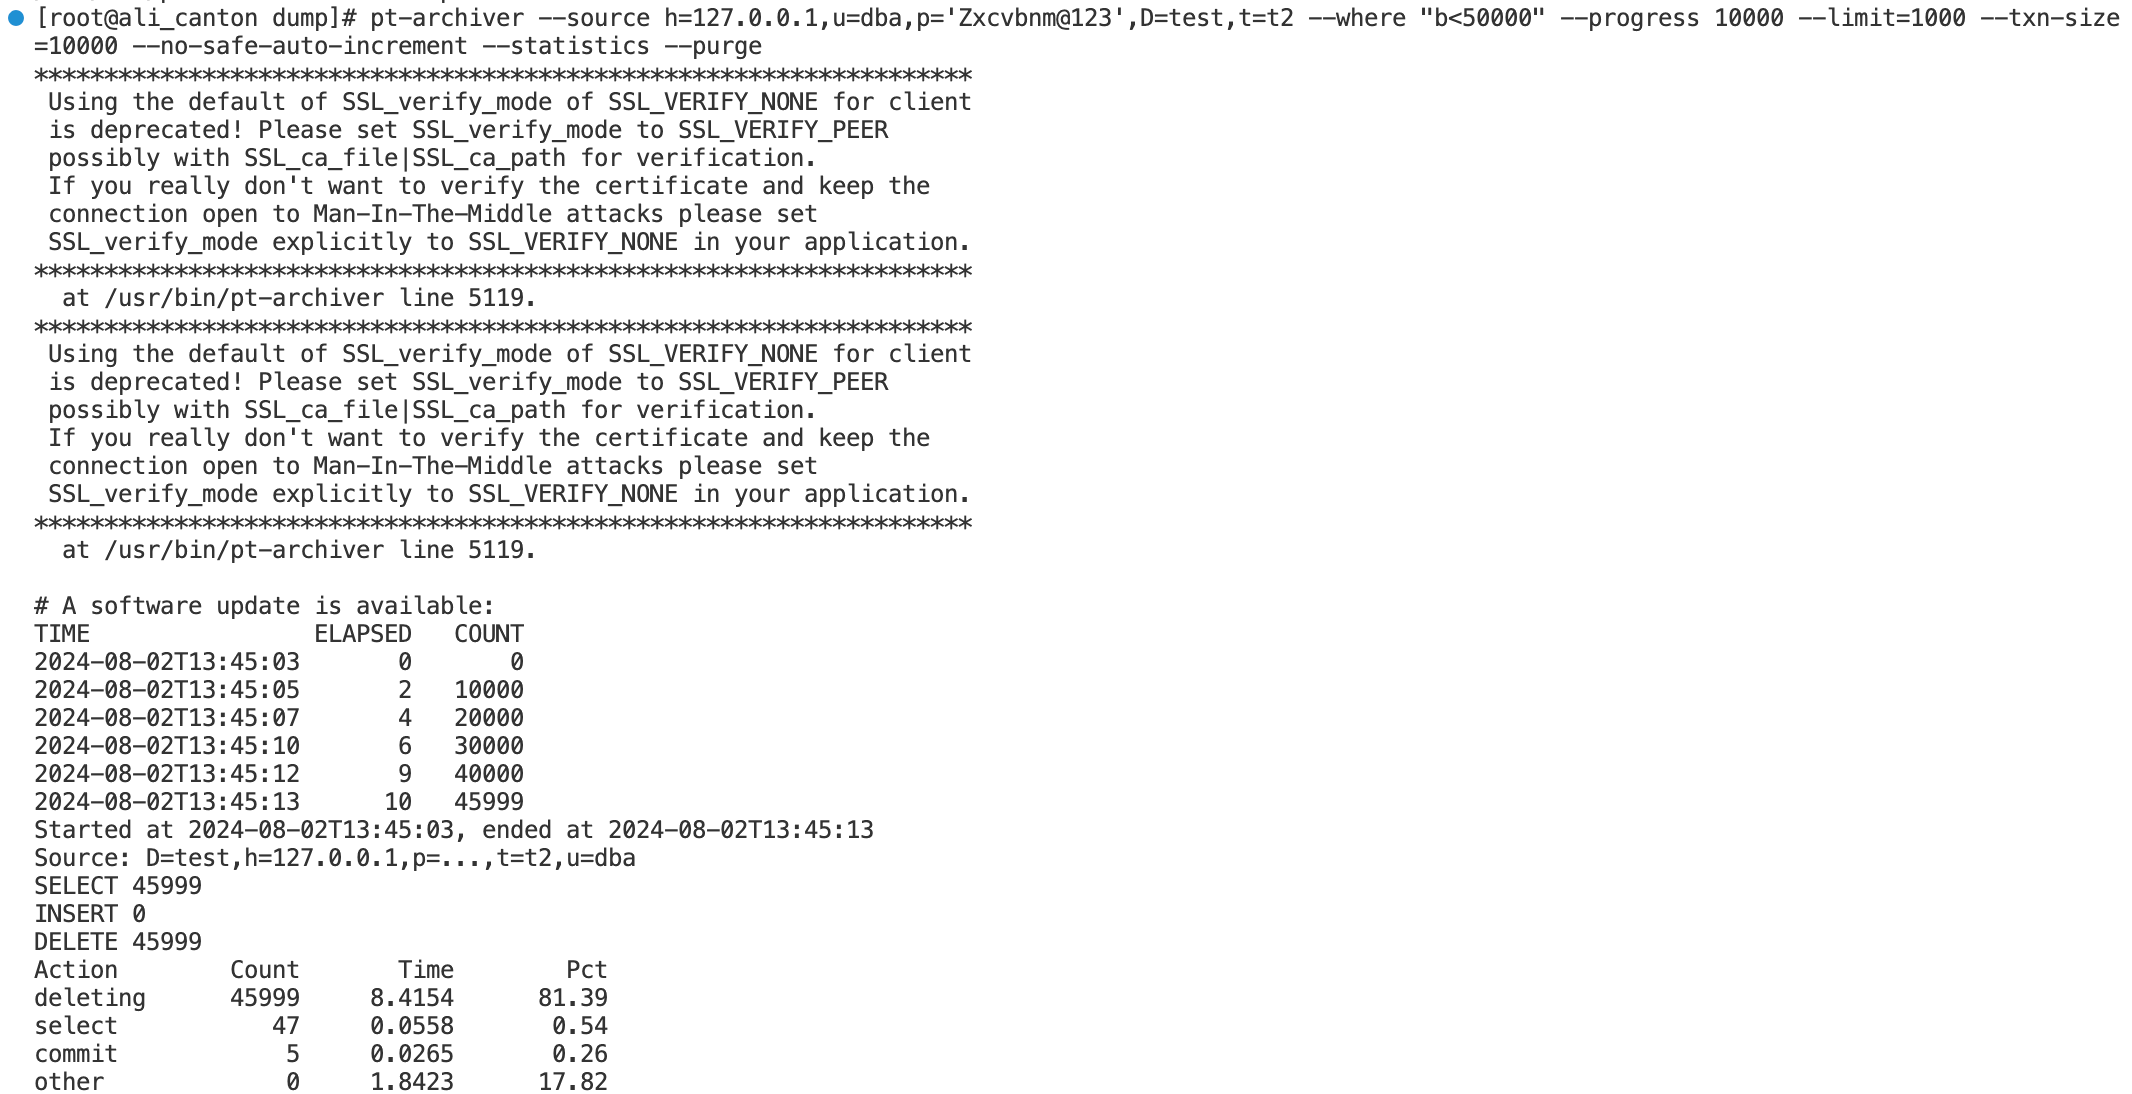 [root@ali_canton dump]# pt-archiver --source h=127.0.0.1,u=dba,p='Zxcvbnm@123',D=test,t=t2 --where "b<50000" --progress 10000 --limit=1000 --txn-size
=10000 --no-safe-auto-increment --statistics --purge
*******************************************************************
 Using the default of SSL_verify_mode of SSL_VERIFY_NONE for client
 is deprecated! Please set SSL_verify_mode to SSL_VERIFY_PEER
 possibly with SSL_ca_file|SSL_ca_path for verification.
 If you really don't want to verify the certificate and keep the
 connection open to Man-In-The-Middle attacks please set
 SSL_verify_mode explicitly to SSL_VERIFY_NONE in your application.
*******************************************************************
  at /usr/bin/pt-archiver line 5119.
*******************************************************************
 Using the default of SSL_verify_mode of SSL_VERIFY_NONE for client
 is deprecated! Please set SSL_verify_mode to SSL_VERIFY_PEER
 possibly with SSL_ca_file|SSL_ca_path for verification.
 If you really don't want to verify the certificate and keep the
 connection open to Man-In-The-Middle attacks please set
 SSL_verify_mode explicitly to SSL_VERIFY_NONE in your application.
*******************************************************************
  at /usr/bin/pt-archiver line 5119.

# A software update is available:
TIME                ELAPSED   COUNT
2024-08-02T13:45:03       0       0
2024-08-02T13:45:05       2   10000
2024-08-02T13:45:07       4   20000
2024-08-02T13:45:10       6   30000
2024-08-02T13:45:12       9   40000
2024-08-02T13:45:13      10   45999
Started at 2024-08-02T13:45:03, ended at 2024-08-02T13:45:13
Source: D=test,h=127.0.0.1,p=...,t=t2,u=dba
SELECT 45999
INSERT 0
DELETE 45999
Action        Count       Time        Pct
deleting      45999     8.4154      81.39
select           47     0.0558       0.54
commit            5     0.0265       0.26
other             0     1.8423      17.82